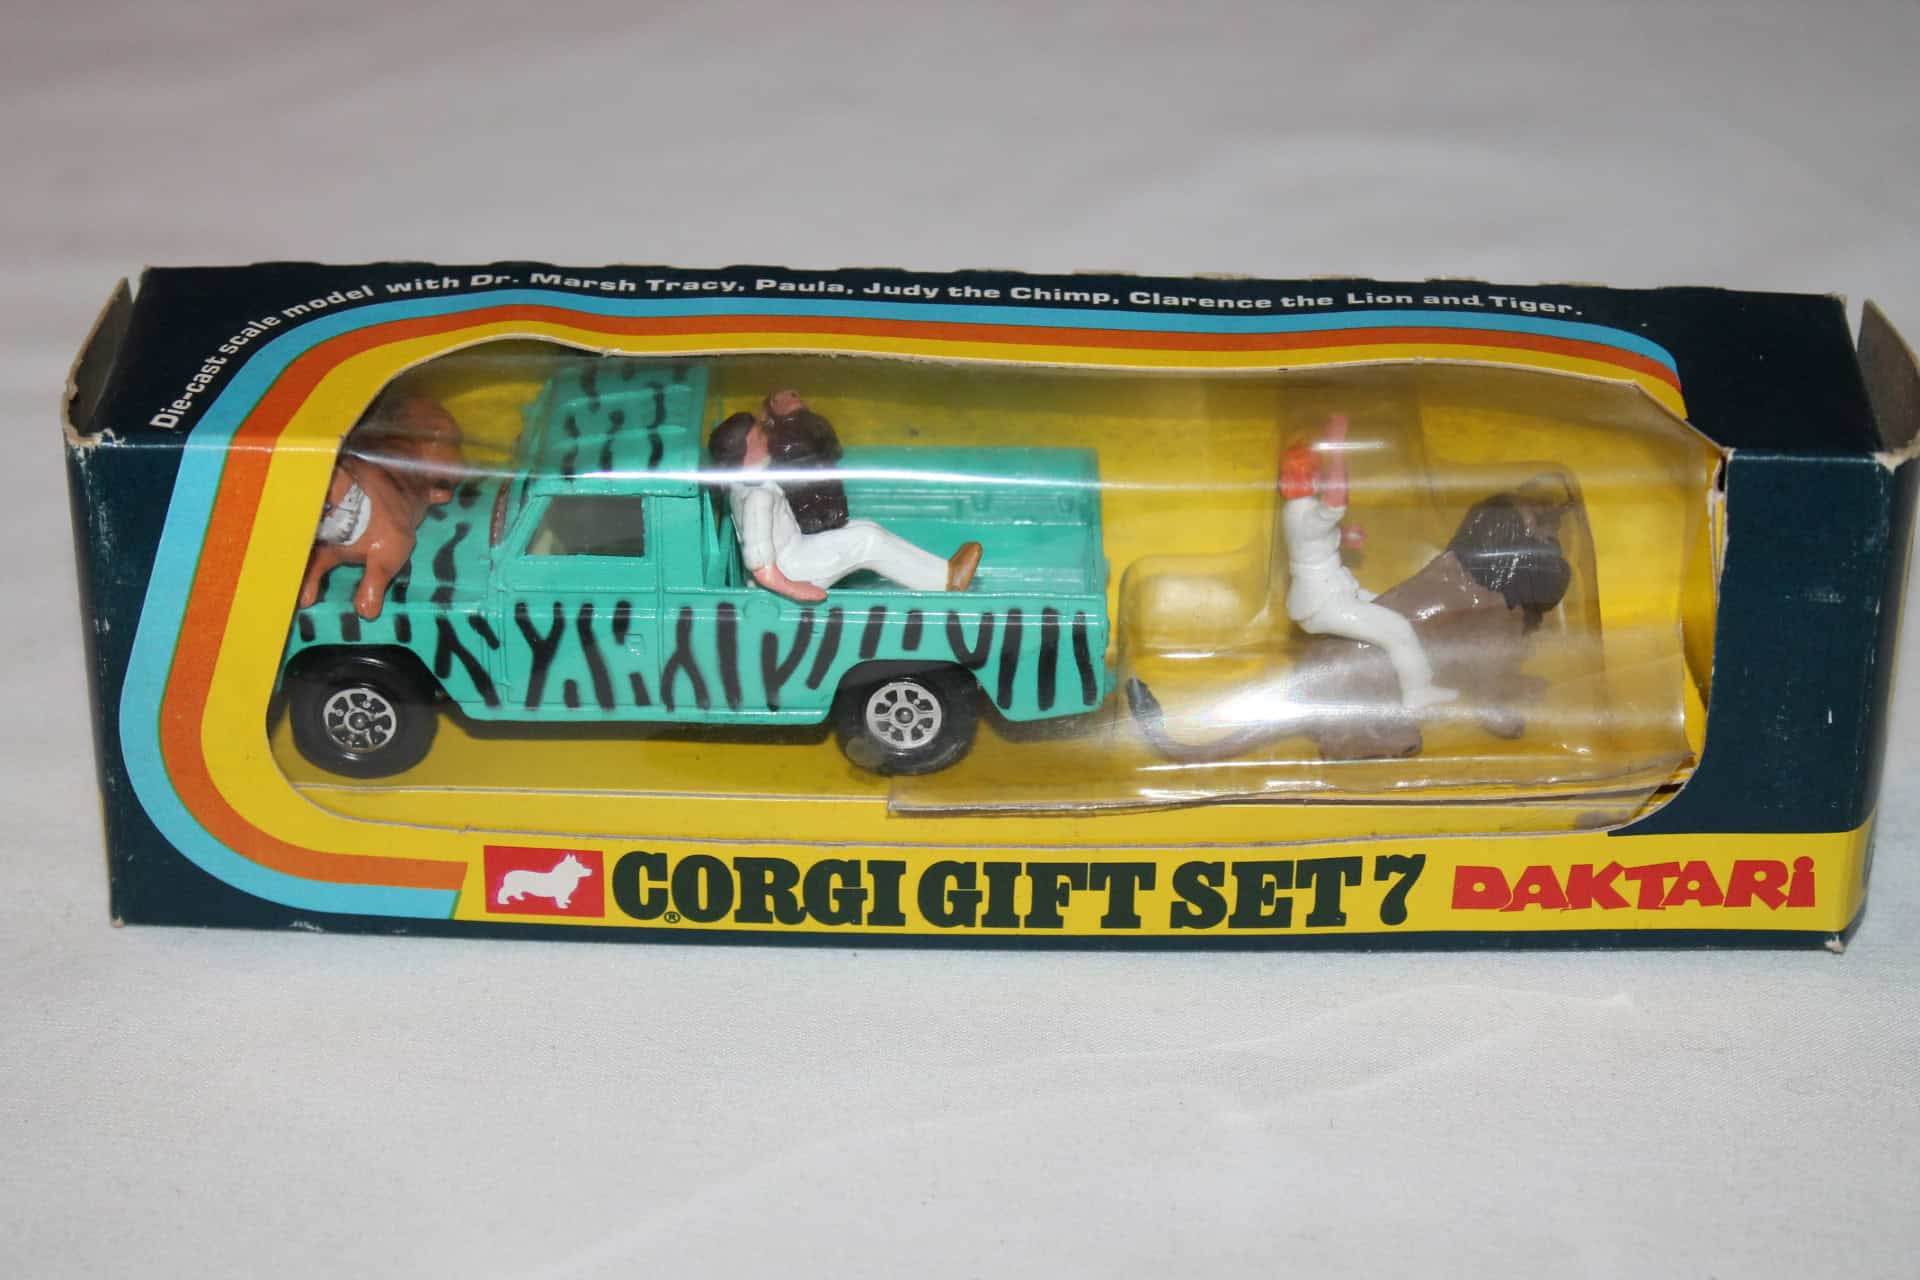 Die-cast scale model with Dr. Marsh Tracy, Paula, Judy the Chimp, Clarence the Lion and Tiger.
® CORGI GIFT SET 7 DAKTARi